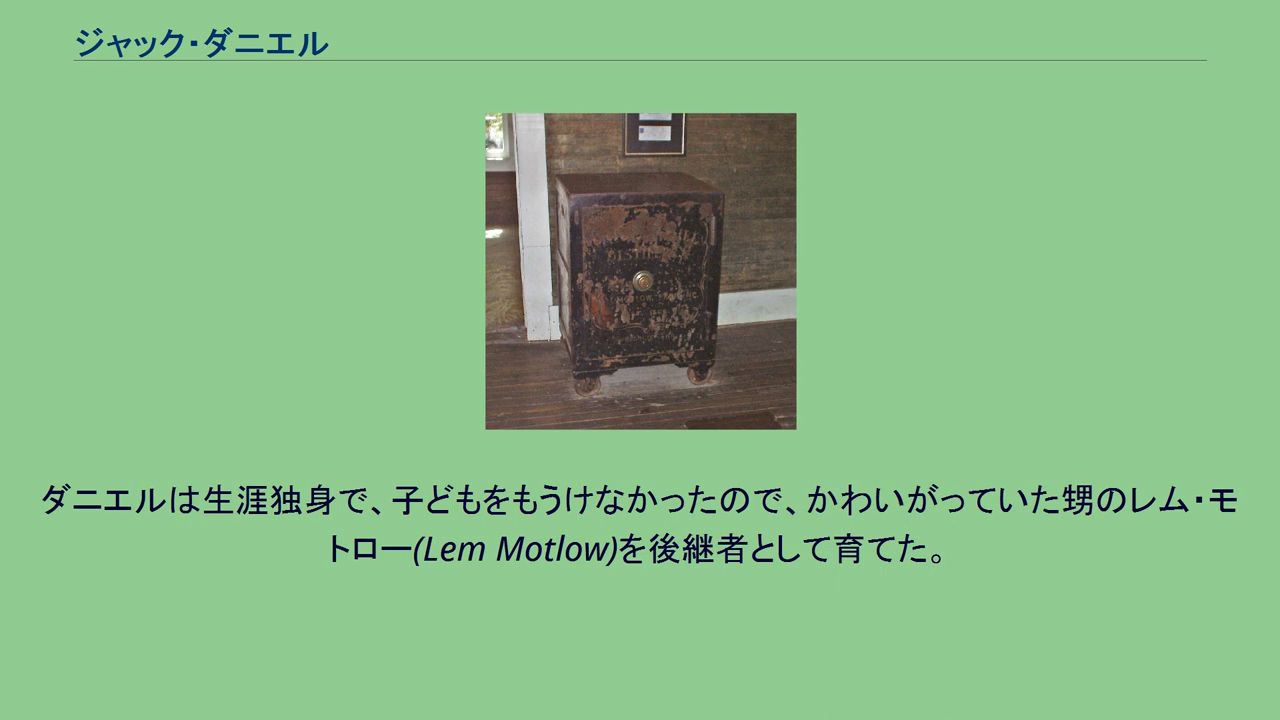 ジャック・ダニエル
ダニエルは生涯独身で、子どもをもうけなかったので、かわいがっていた甥のレム・モ
トロー(Lem Motlow)を後継者として育てた。